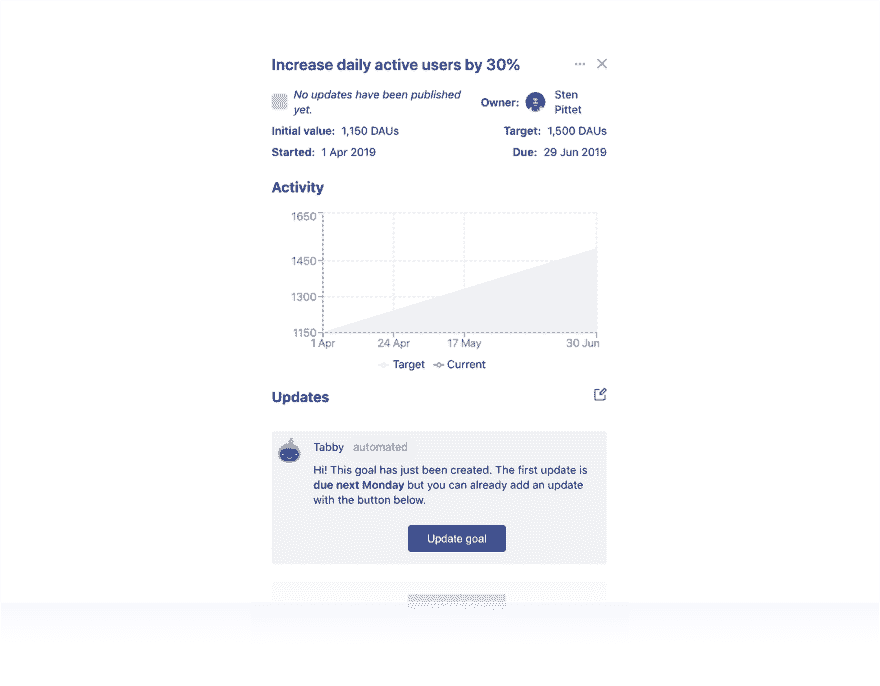 Increase daily active users by 30%
No updates have been published
yet.
Owner:
Sten
Pittet
Initial value: 1,150 DAUs
Target: 1,500 DAUs
Started: 1 Apr 2019
Due: 29 Jun 2019
Activity
1650
1450
1300
1150
1 Apr
24 Apr
17 May
30 Jun
Target
Current
Updates
Tabby automated
Hi! This goal has just been created. The first update is
due next Monday but you can already add an update
with the button below.
Update goal